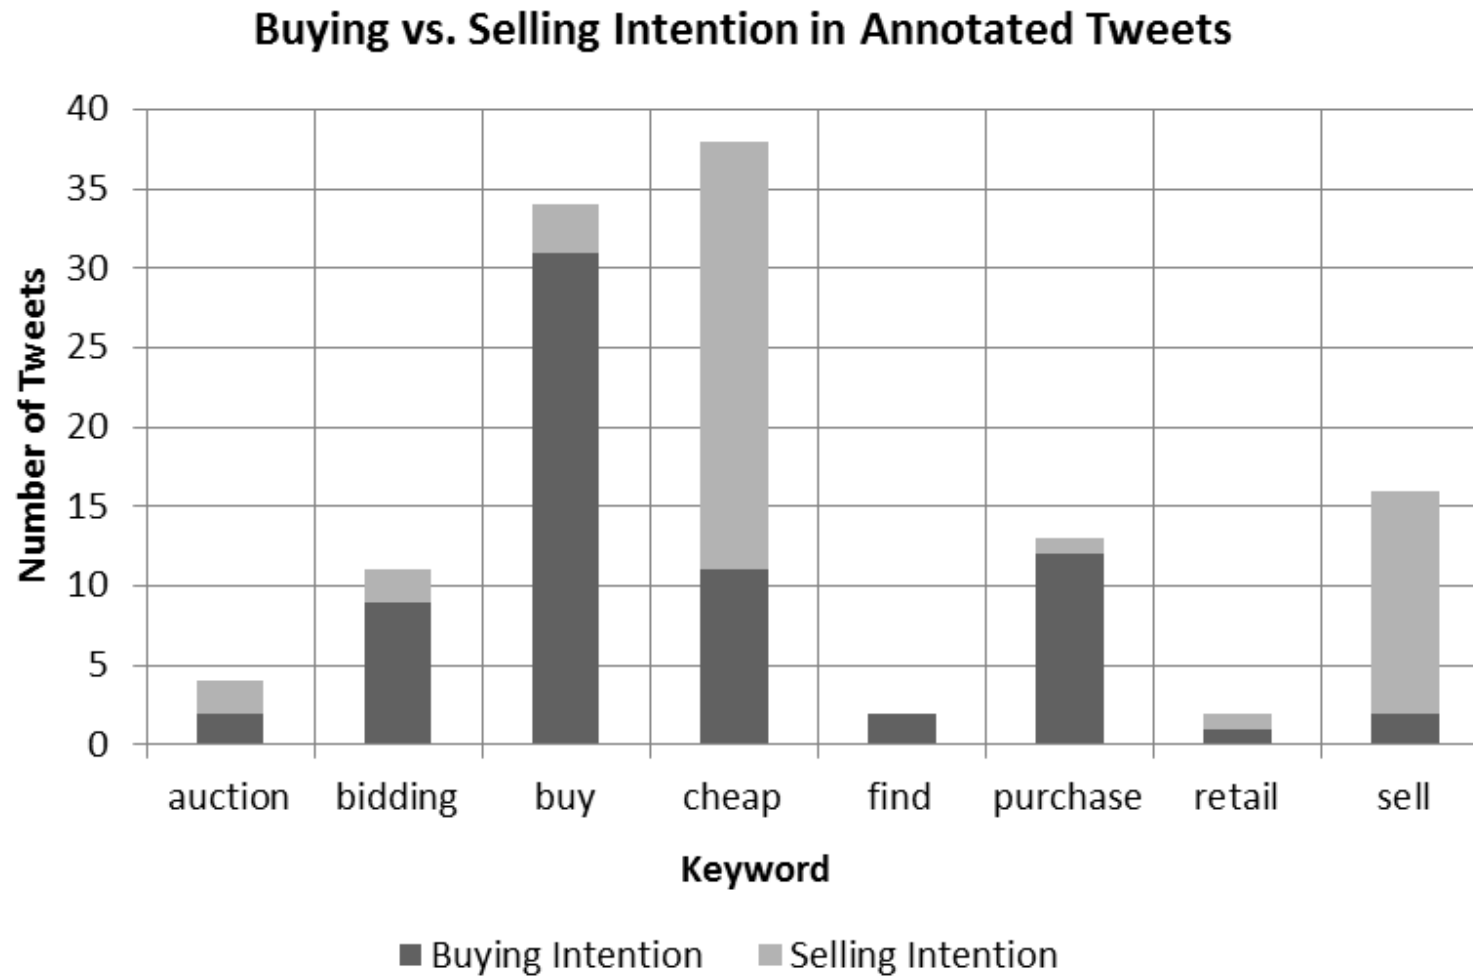 Buying vs. Selling Intention in Annotated Tweets
40
35
30
25
20
15
10
5
0
Number of Tweets
auction bidding buy cheap find purchase retail sell
Keyword
Buying Intention Selling Intention